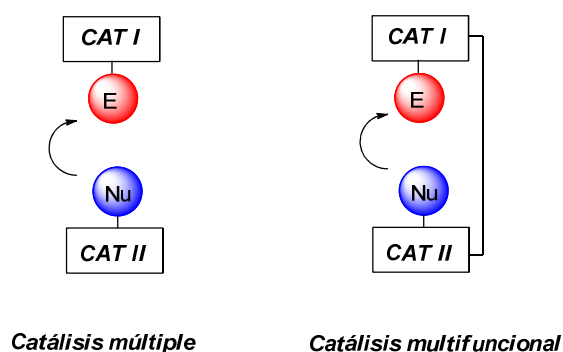 CAT I
E
Nu
CAT II
Catálisis múltiple
CAT I
E
Nu
CAT II
Catálisis multifuncional